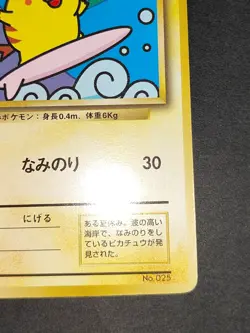 ポケモン：身長0.4m、体重6Kg
なみのり 30
にげる
ある夏休み、波の高い
海岸で、なみのりを
しているピカチュウが発
見された。
No.025